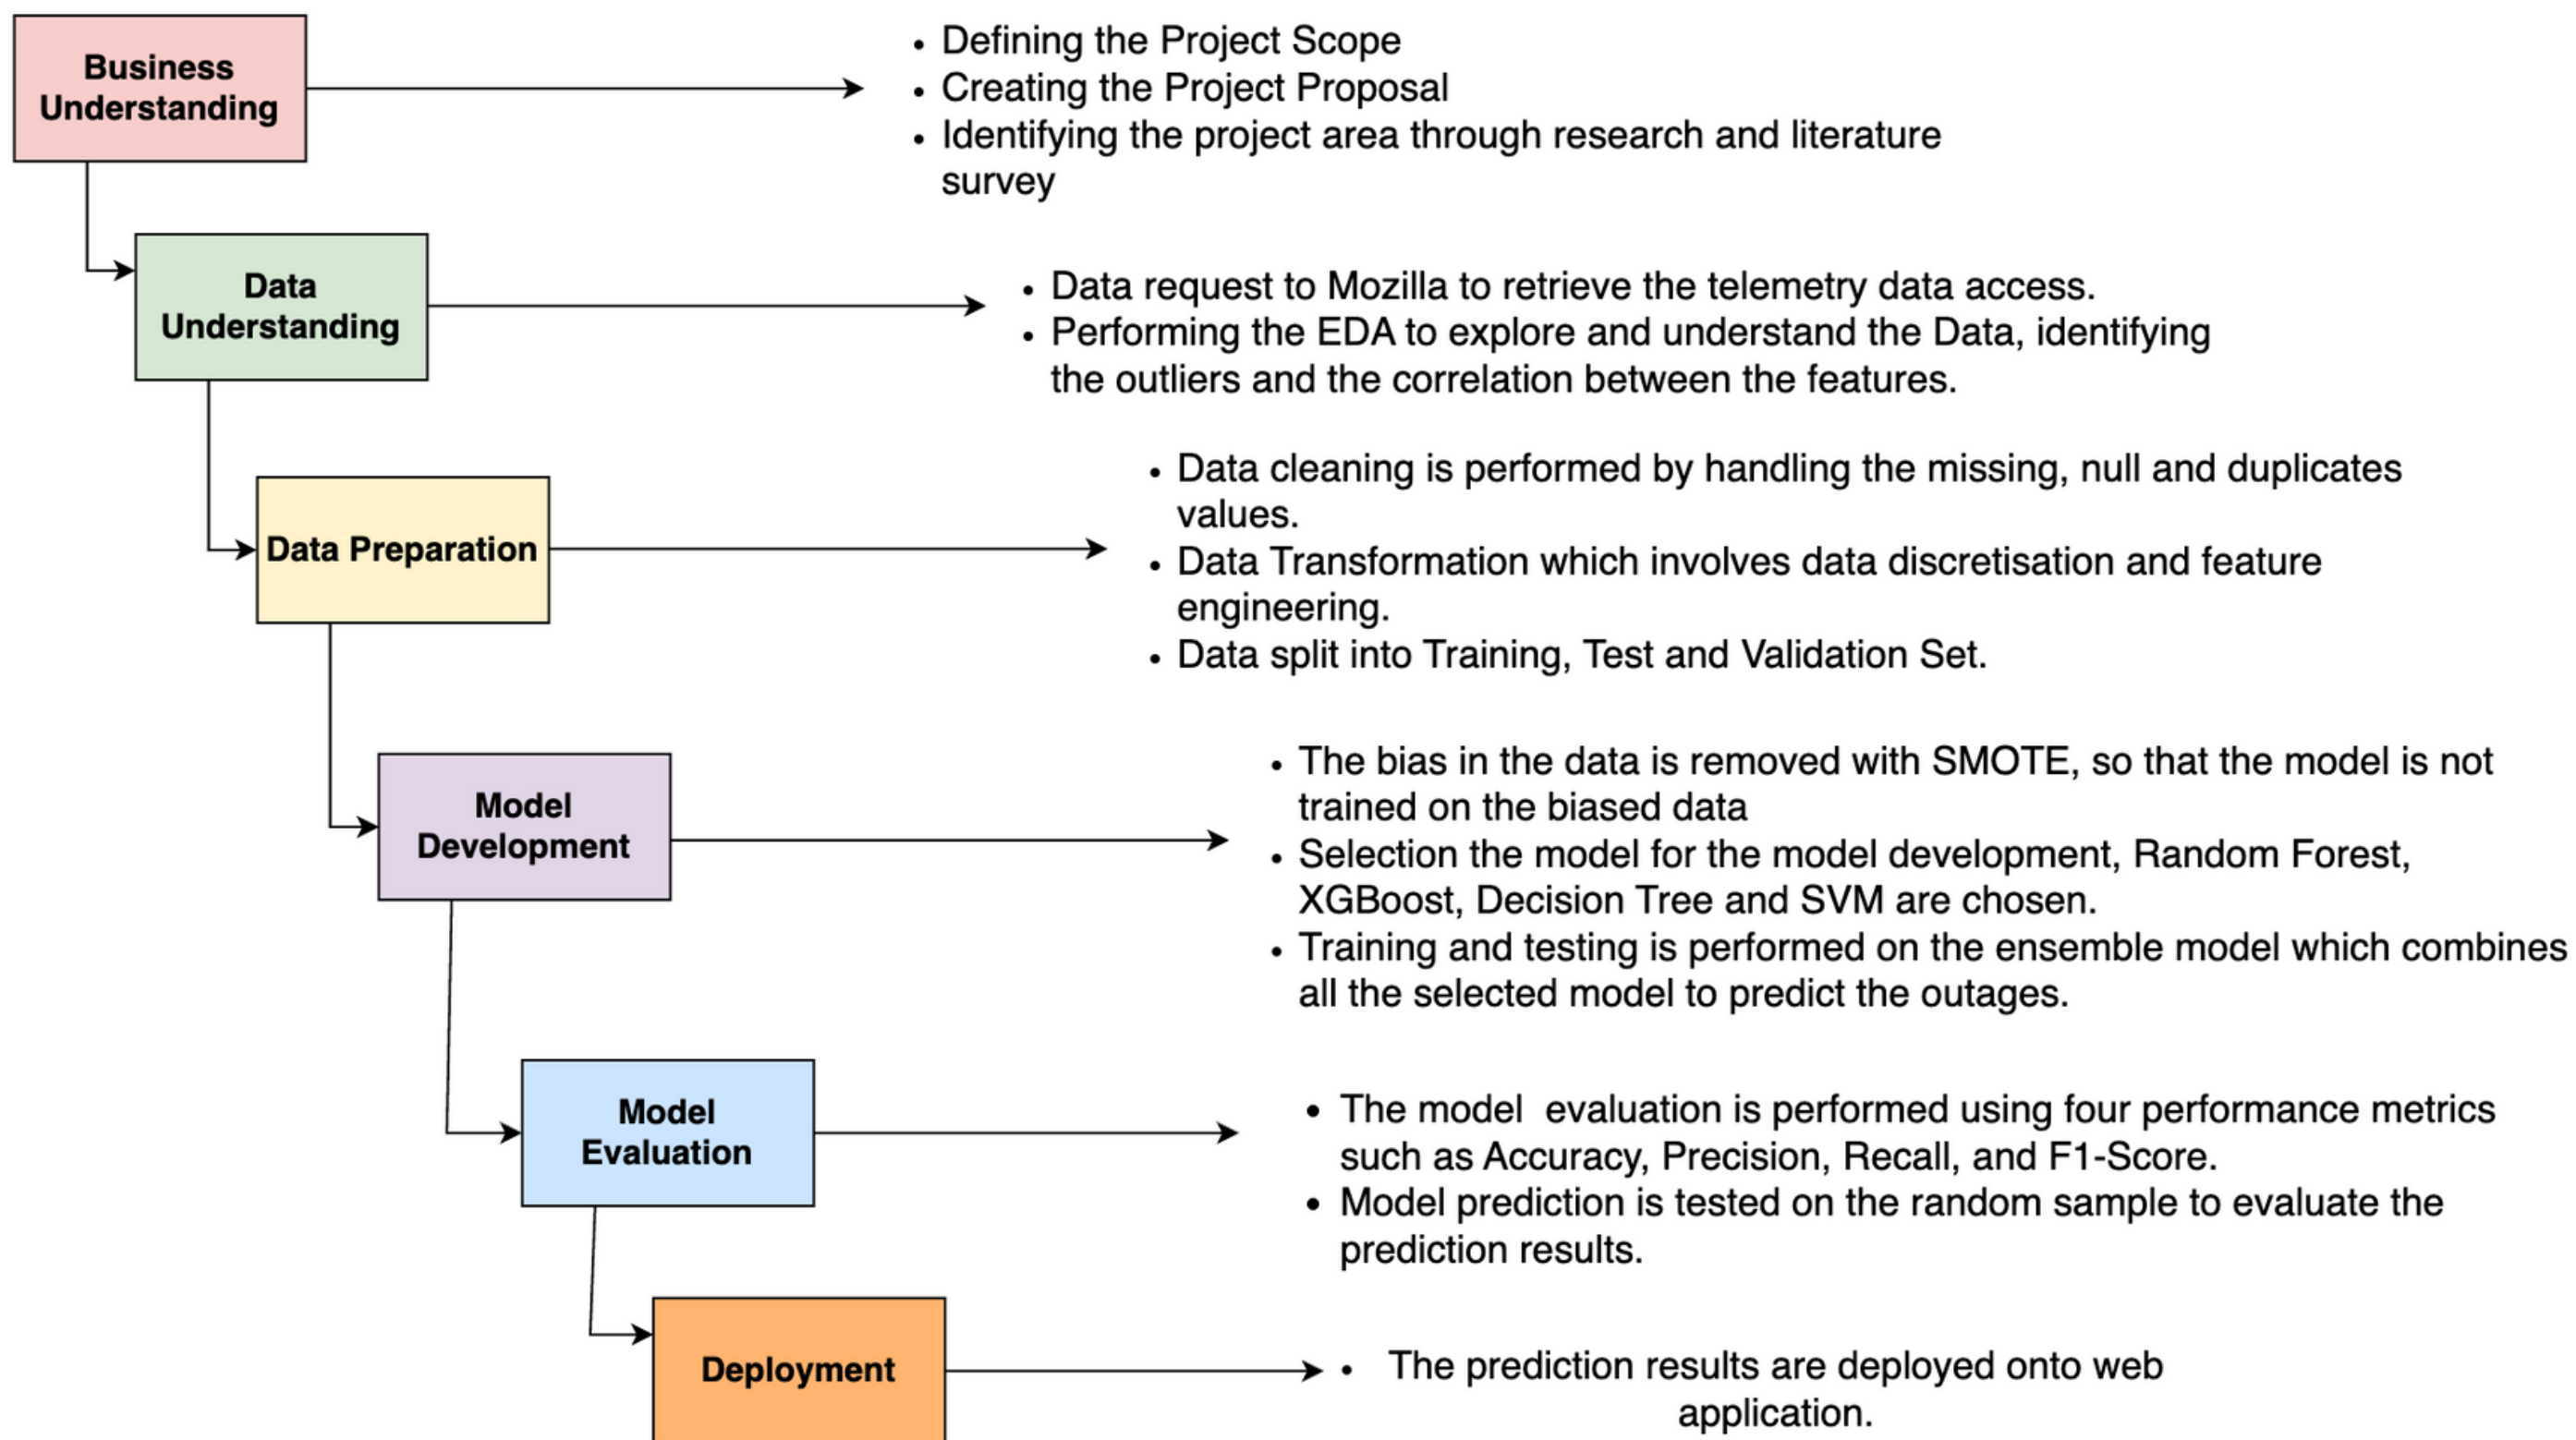 Business
Understanding
• Defining the Project Scope
• Creating the Project Proposal
• Identifying the project area through research and literature
survey
Data
Understanding
• Data request to Mozilla to retrieve the telemetry data access.
• Performing the EDA to explore and understand the Data, identifying
the outliers and the correlation between the features.
Data Preparation
• Data cleaning is performed by handling the missing, null and duplicates
values.
• Data Transformation which involves data discretisation and feature
engineering.
• Data split into Training, Test and Validation Set.
Model
Development
• The bias in the data is removed with SMOTE, so that the model is not
trained on the biased data
• Selection the model for the model development, Random Forest,
XGBoost, Decision Tree and SVM are chosen.
• Training and testing is performed on the ensemble model which combines
all the selected model to predict the outages.
Model
Evaluation
• The model  evaluation is performed using four performance metrics
such as Accuracy, Precision, Recall, and F1-Score.
• Model prediction is tested on the random sample to evaluate the
prediction results.
Deployment
• The prediction results are deployed onto web
application.